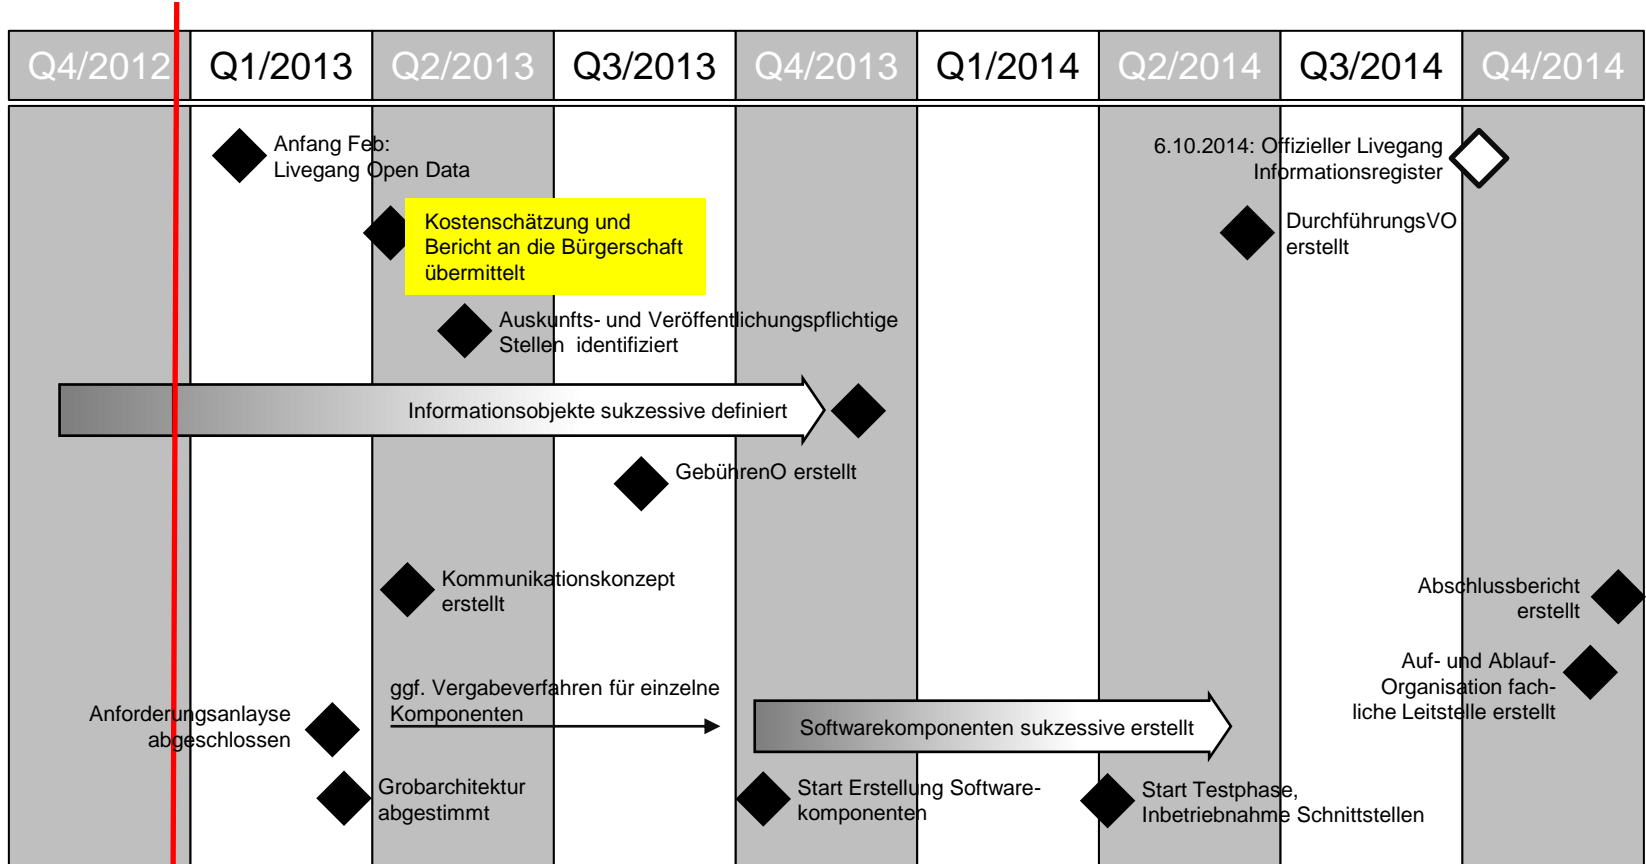 Q4/2012 Q1/2013 Q2/2013 Q3/2013 Q4/2013 Q1/2014 Q2/2014 Q3/2014 Q4/2014
Anfang Feb:
Livegang Open Data
6.10.2014: Offizieller Livegang
Informationsregister
Kostenschätzung und
Bericht an die Bürgerschaft
übermittelt
DurchführungsVO
erstellt
Auskunfts- und Veröffentlichungspflichtige
Stellen identifiziert
Informationsobjekte sukzessive definiert
GebührenO erstellt
Kommunikationskonzept
erstellt
Abschlussbericht
erstellt
Auf- und Ablauf-
Organisation fach-
liche Leitstelle erstellt
ggf. Vergabeverfahren für einzelne
Komponenten
Anforderungsanlayse
abgeschlossen
Softwarekomponenten sukzessive erstellt
Grobarchitektur
abgestimmt
Start Erstellung Software-
komponenten
Start Testphase,
Inbetriebnahme Schnittstellen